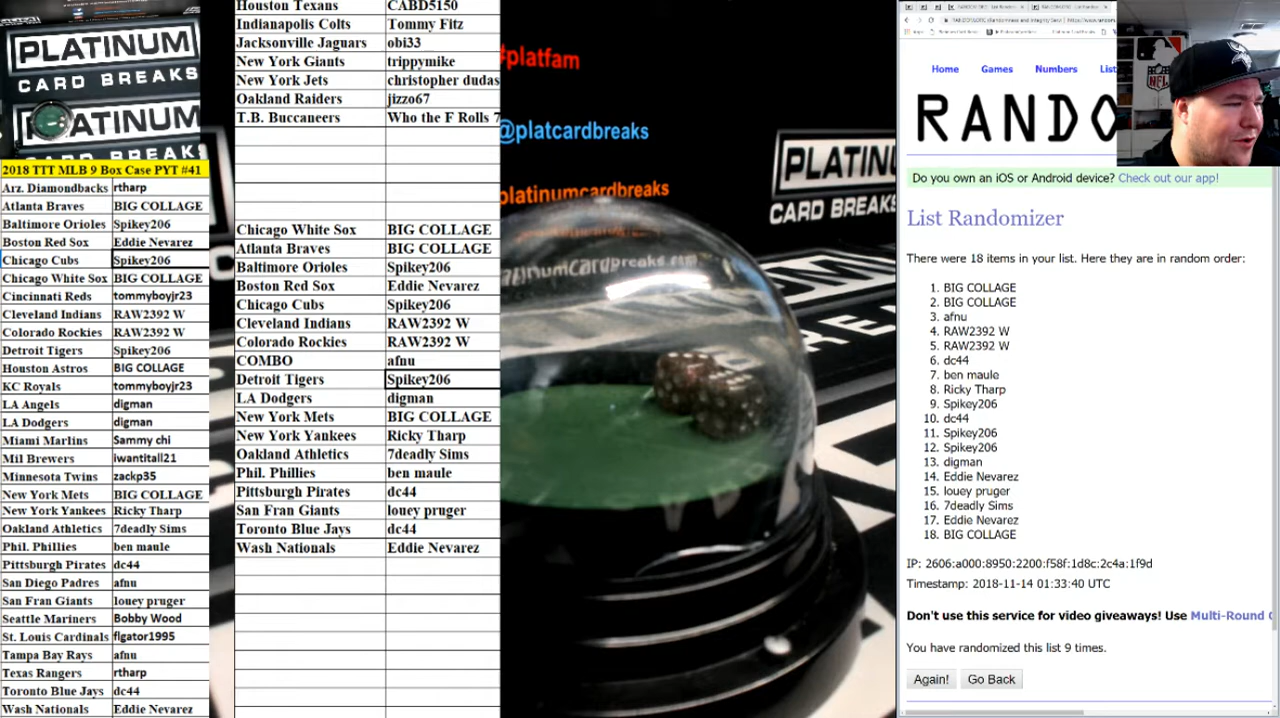 PLATINUM
CARD BREAKS
PLATINUM
CARD BREAKS
2018 TTT MLB 9 Box Case PYT #41
Arz. Diamondbacks rtharp
Atlanta Braves BIG COLLAGE
Baltimore Orioles Spikey206
Boston Red Sox Eddie Nevarez
Chicago Cubs Spikey206
Chicago White Sox BIG COLLAGE
Cincinnati Reds tommyboyjr23
Cleveland Indians RAW2392 W
Colorado Rockies RAW2392 W
Detroit Tigers Spikey206
Houston Astros BIG COLLAGE
KC Royals tommyboyjr23
LA Angels digman
LA Dodgers digman
Miami Marlins Sammy chi
Mil Brewers iwantitall21
Minnesota Twins zackp35
New York Mets BIG COLLAGE
New York Yankees Ricky Tharp
Oakland Athletics 7deadly Sims
Phil. Phillies ben maule
Pittsburgh Pirates dc44
San Diego Padres afnu
San Fran Giants louey pruger
Seattle Mariners Bobby Wood
St. Louis Cardinals flgator1995
Tampa Bay Rays afnu
Texas Rangers rtharp
Toronto Blue Jays dc44
Wash Nationals Eddie Nevarez
Houston Texans CABD5150
Indianapolis Colts Tommy Fitz
New York Giants trippymike
New York Jets christopherjudas
Oakland Raiders jizzo67
T.B. Buccaneers Who the F Rolls 7
Chicago White Sox BIG COLLAGE
Atlanta Braves BIG COLLAGE
Baltimore Orioles Spikey206
Boston Red Sox Eddie Nevarez
Chicago Cubs Spikey206
Cleveland Indians RAW2392 W
Colorado Rockies RAW2392 W
COMBO afnu
Detroit Tigers Spikey206
LA Dodgers digman
New York Mets BIG COLLAGE
New York Yankees Ricky Tharp
Oakland Athletics 7deadly Sims
Phil. Phillies ben maule
Pittsburgh Pirates dc44
San Fran Giants louey pruger
Toronto Blue Jays dc44
Wash Nationals Eddie Nevarez
#platfam
@platcardbreaks
platinumcardbreaks
PLATINUM
CARD BREAKS
Home Games Numbers List
RANDO
Do you own an iOS or Android device? Check out our app!
List Randomizer
There were 18 items in your list. Here they are in random order:
1. BIG COLLAGE
2. BIG COLLAGE
3. afnu
4. RAW2392 W
5. RAW2392 W
6. dc44
7. ben maule
8. Ricky Tharp
9. Spikey206
10. dc44
11. Spikey206
12. Spikey206
13. digman
14. Eddie Nevarez
15. louey pruger
16. 7deadly Sims
17. Eddie Nevarez
18. BIG COLLAGE
IP: 2606:a000:8950:2200:f58f:1d8c:2c4a:1f9d
Timestamp: 2018-11-14 01:33:40 UTC
Don't use this service for video giveaways! Use Multi-Round
You have randomized this list 9 times.
Again! Go Back